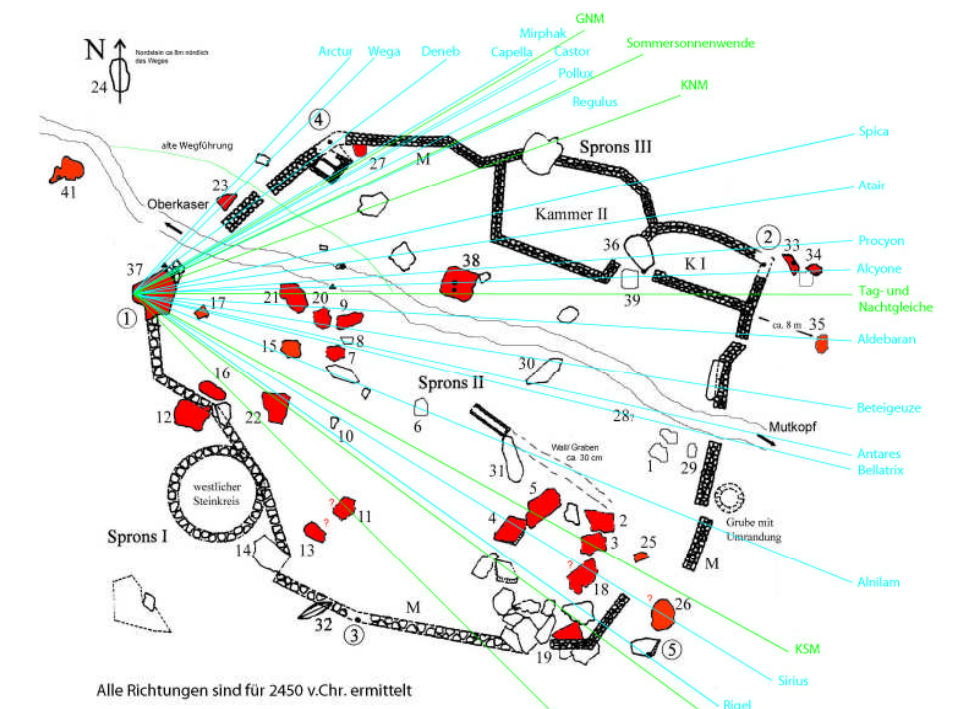 GNM
Mirphak
Arctur
Wega
Deneb
Capella
Castor
Sommersonnenwende
N
Nordstein ca 8m nördlich
des Weges
24
Pollux
KNM
Regulus
4
Spica
alte Wegführung
27
M
Sprons III
41
23
Oberkaser
Atair
Kammer II
36
2
Procyon
37
38
K I
33
34
Alcyone
39
Tag- und
Nachtgleiche
1
17
21
20
9
ca. 8 m
35
Aldebaran
15
8
7
30
16
Sprons II
12
22
10
6
28?
Beteigeuze
Mutkopf
Wall/ Graben
ca. 30 cm
1
29
Antares
Bellatrix
31
westlicher
Steinkreis
5
?
11
4
2
Grube mit
Umrandung
Sprons I
?
13
14
3
25
M
?
18
Alnilam
?
26
M
32
3
19
5
KSM
Sirius
Alle Richtungen sind für 2450 v.Chr. ermittelt
Rigel